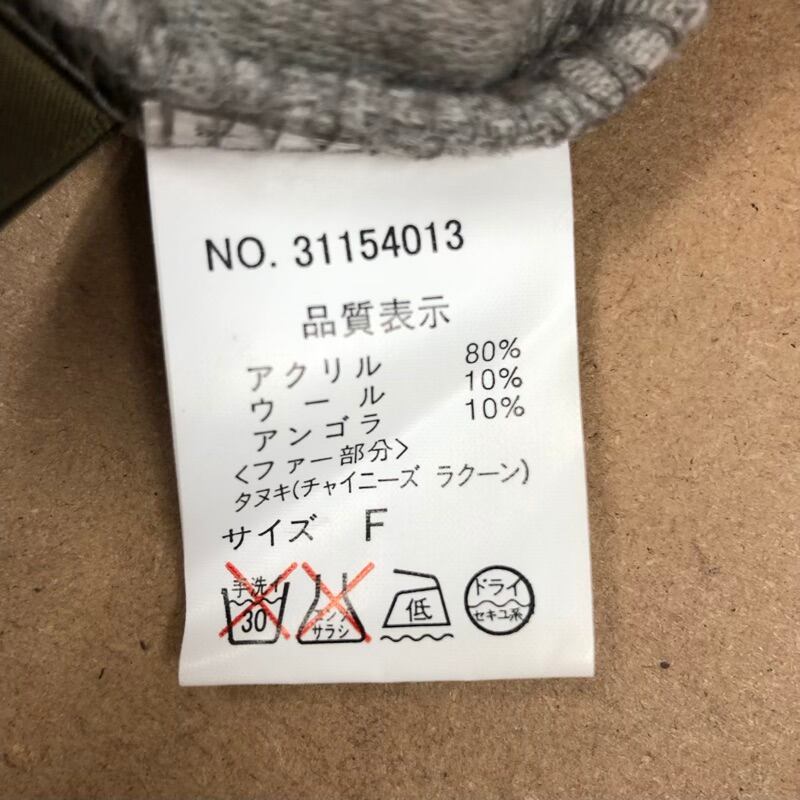 NO. 31154013
品質表示
アクリル 80%
ウール 10%
アンゴラ 10%
<ファー部分>
タヌキ(チャイニーズ ラクーン)
サイズ F
手洗イ
30
エンソ
サラシ
低
ドライ
セキユ系